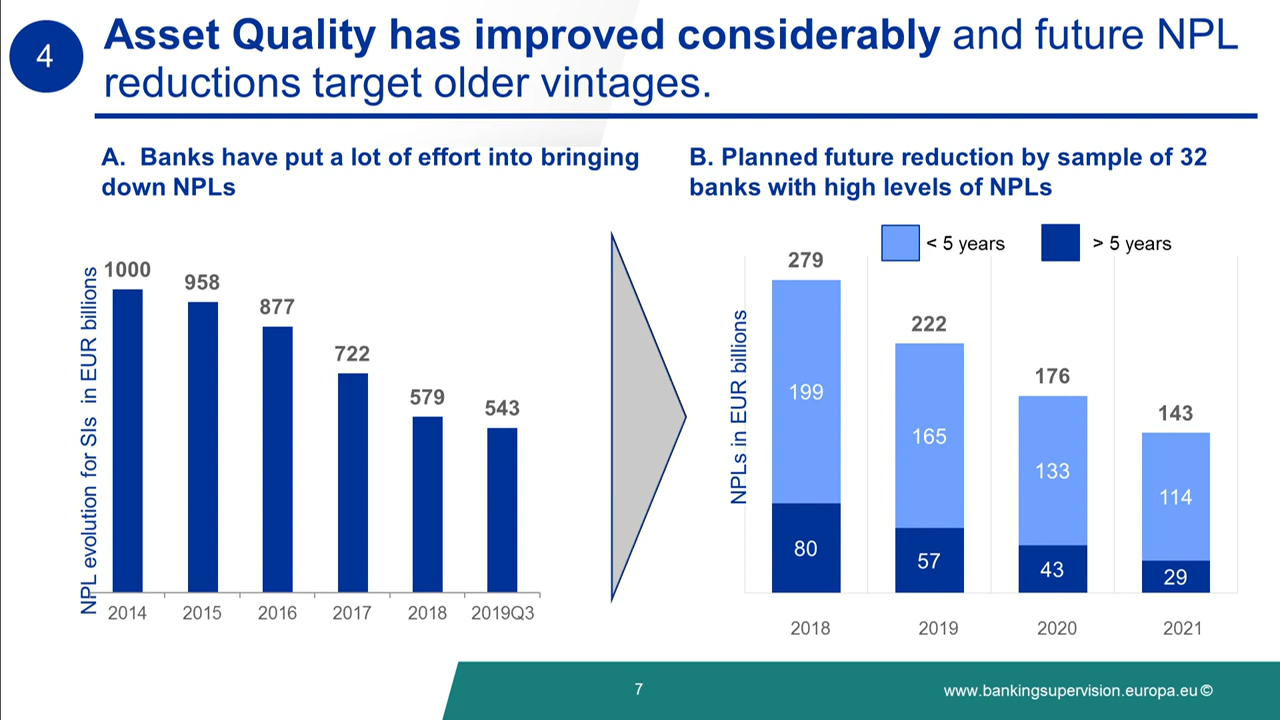 4
Asset Quality has improved considerably and future NPL
reductions target older vintages.
A. Banks have put a lot of effort into bringing
down NPLs
NPL evolution for SIs in EUR billions
1000
958
877
722
579
543
2014
2015
2016
2017
2018
2019Q3
B. Planned future reduction by sample of 32
banks with high levels of NPLs
< 5 years
> 5 years
NPLs in EUR billions
279
222
176
143
199
165
133
114
80
57
43
29
2018
2019
2020
2021
7
www.bankingsupervision.europa.eu ©